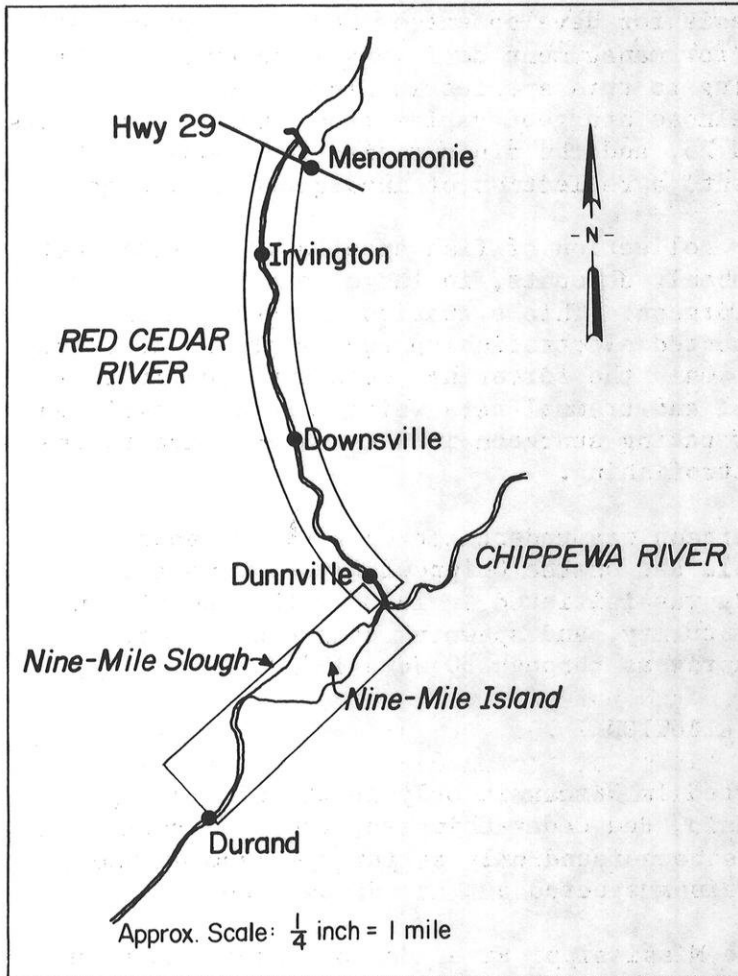 Hwy 29
Menomonie
- N -
Irvington
RED CEDAR
RIVER
Downsville
CHIPPEWA RIVER
Dunnville
Nine-Mile Slough
Nine-Mile Island
Durand
Approx. Scale: 1/4 inch = 1 mile